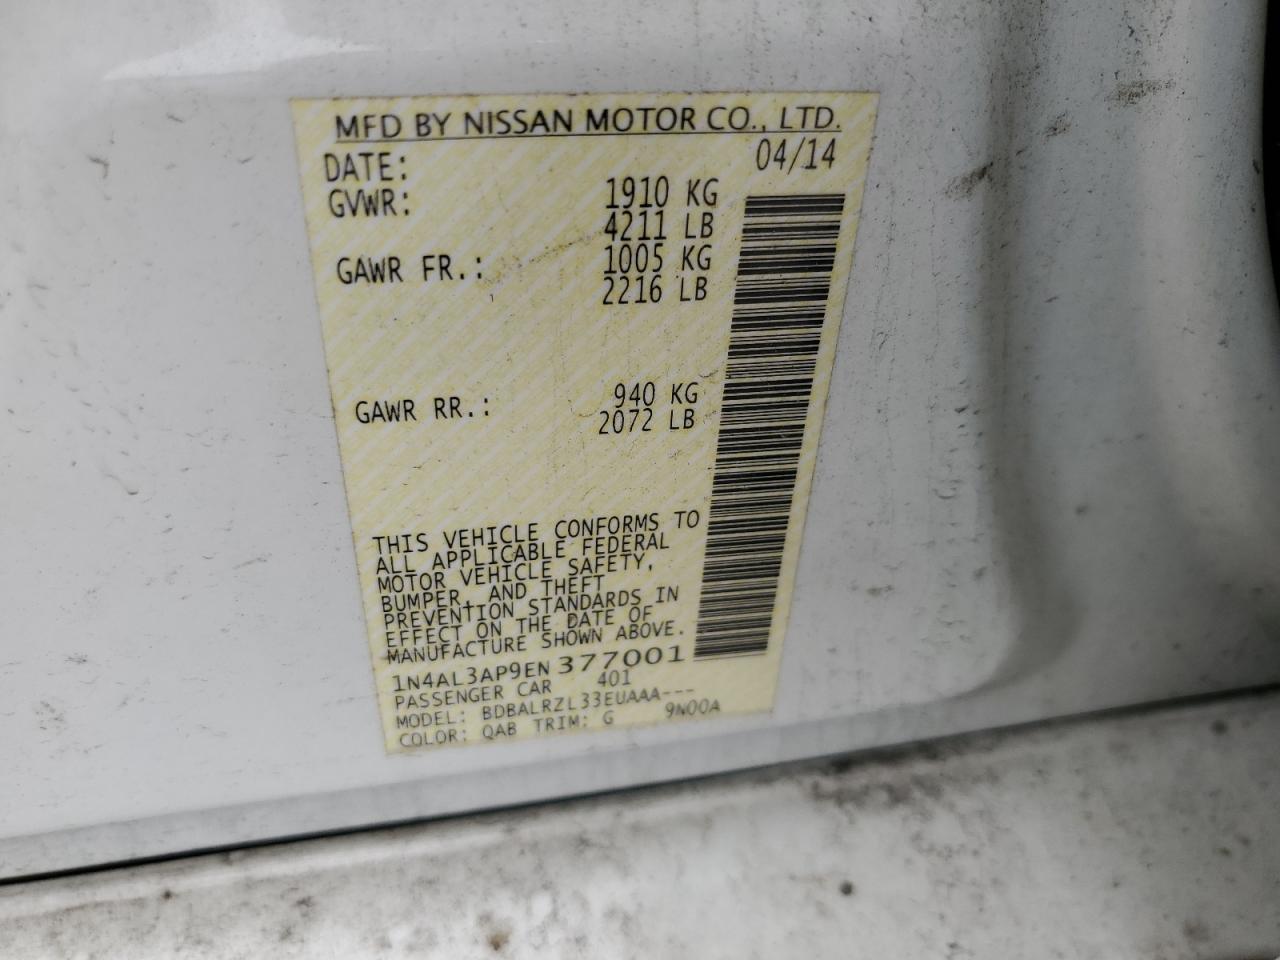 MFD BY NISSAN MOTOR CO., LTD.
DATE: 04/14
GVWR: 1910 KG
4211 LB
GAWR FR.: 1005 KG
2216 LB
GAWR RR.: 940 KG
2072 LB
THIS VEHICLE CONFORMS TO
ALL APPLICABLE FEDERAL
MOTOR VEHICLE SAFETY,
BUMPER, AND THEFT
PREVENTION STANDARDS IN
EFFECT ON THE DATE OF
MANUFACTURE SHOWN ABOVE.
1N4AL3AP9EN377001
PASSENGER CAR 401
MODEL: BDBALRZL33EUAAA---
COLOR: QAB TRIM: G 9N00A